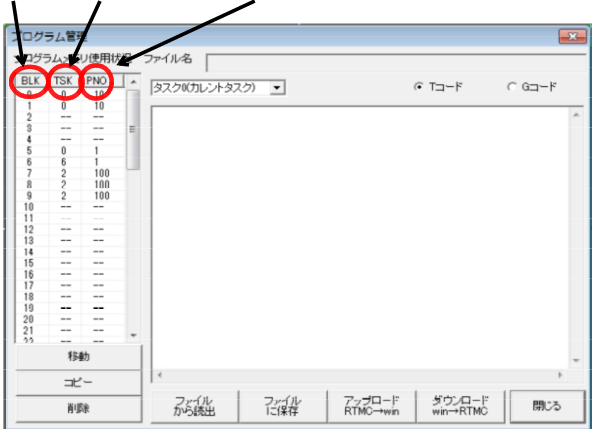 プログラム管理
プログラムメモリ使用状況 ファイル名
BLK TSK PNO
タスク0(カレントタスク)
Tコード Gコード
0 0 10
1 0 10
2 -- --
3 -- --
4 -- --
5 0 1
6 6 1
7 2 100
8 2 100
9 2 100
10 -- --
11 -- --
12 -- --
13 -- --
14 -- --
15 -- --
16 -- --
17 -- --
18 -- --
19 -- --
20 -- --
21 -- --
22 -- --
移動
コピー
削除
ファイル
から読出
ファイル
に保存
アップロード
RTMC→win
ダウンロード
win→RTMC
閉じる